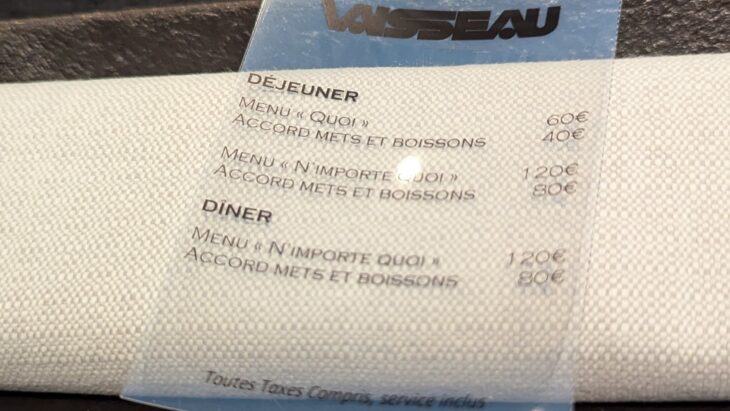 VAISSEAU
DÉJEUNER
MENU « QUOI » 60€
ACCORD METS ET BOISSONS 40€
MENU « N'IMPORTE QUOI » 120€
ACCORD METS ET BOISSONS 80€
DÎNER
MENU « N'IMPORTE QUOI » 120€
ACCORD METS ET BOISSONS 80€
Toutes Taxes Compris, service inclus